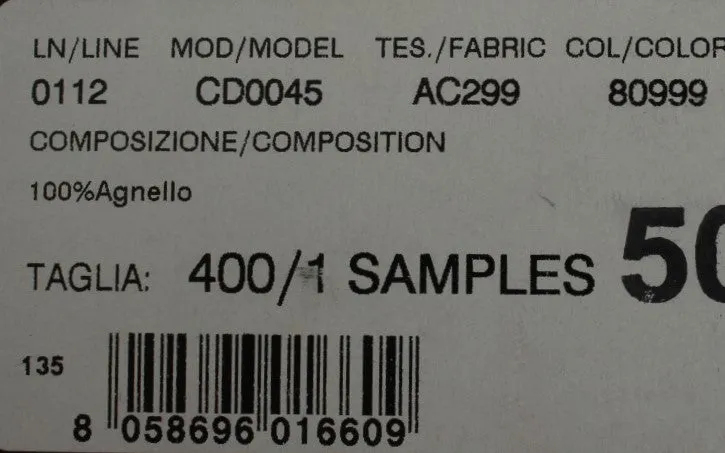 LN/LINE MOD/MODEL TES./FABRIC COL/COLOR
0112 CD0045 AC299 80999
COMPOSIZIONE/COMPOSITION
100%Agnello
TAGLIA: 400/1 SAMPLES 50
135
8 058696 016609